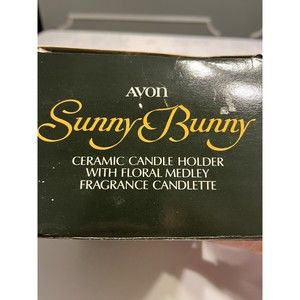 AVON
Sunny Bunny
CERAMIC CANDLE HOLDER
WITH FLORAL MEDLEY
FRAGRANCE CANDLETTE